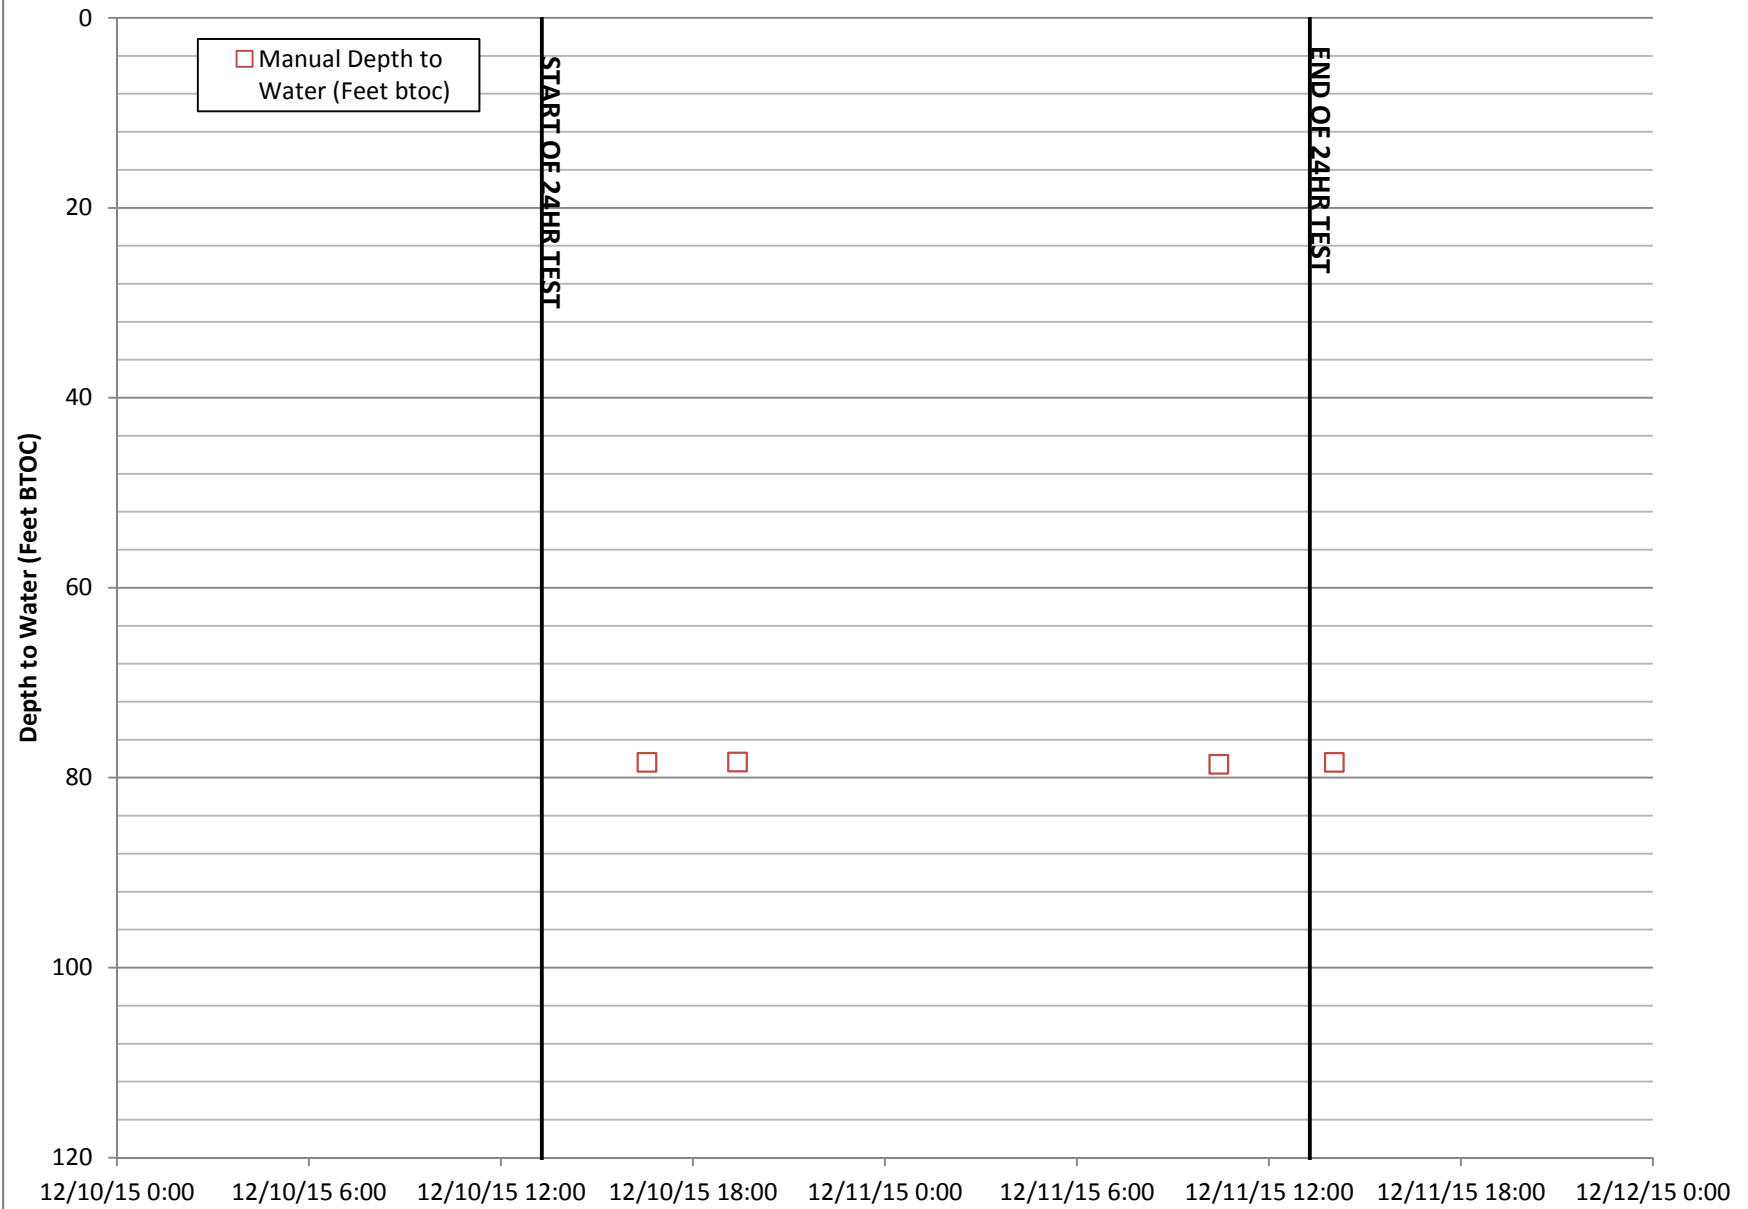 0
Manual Depth to
Water (Feet btoc)
START OF 24HR TEST
END OF 24HR TEST
20
40
Depth to Water (Feet BTOC)
60
80
100
120
12/10/15 0:00 12/10/15 6:00 12/10/15 12:00 12/10/15 18:00 12/11/15 0:00 12/11/15 6:00 12/11/15 12:00 12/11/15 18:00 12/12/15 0:00